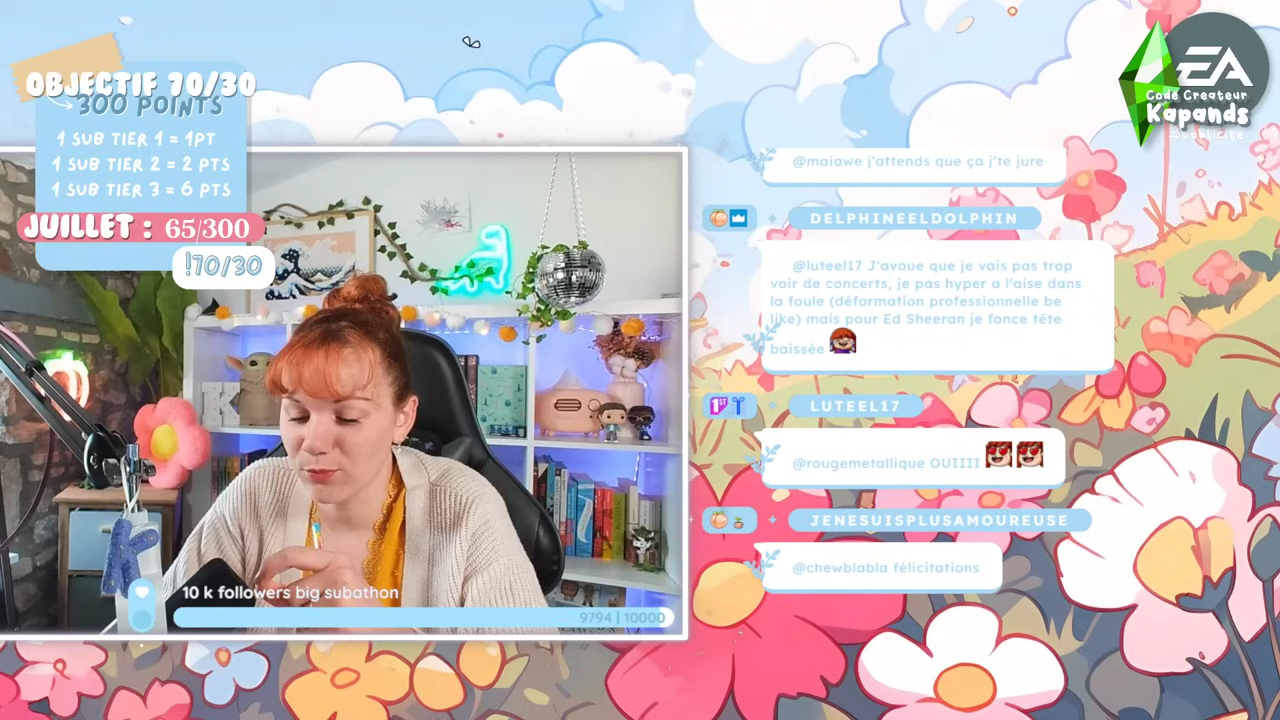 OBJECTIF 70/30
300 POINTS
1 SUB TIER 1 = 1PT
1 SUB TIER 2 = 2 PTS
1 SUB TIER 3 = 6 PTS
JUILLET : 65/300
!70/30
K
10 k followers big subathon
9794 | 10000
EA
Code Createur
Kapands
publicite
@maiawe j'attends que ça j'te jure
DELPHINEELDOLPHIN
@luteel17 J'avoue que je vais pas trop
voir de concerts, je pas hyper a l'aise dans
la foule (déformation professionnelle be
like) mais pour Ed Sheeran je fonce tête
baissée
1ST
LUTEEL17
@rougemetallique OUIIII
JENESUISPLUSAMOUREUSE
@chewblabla félicitations